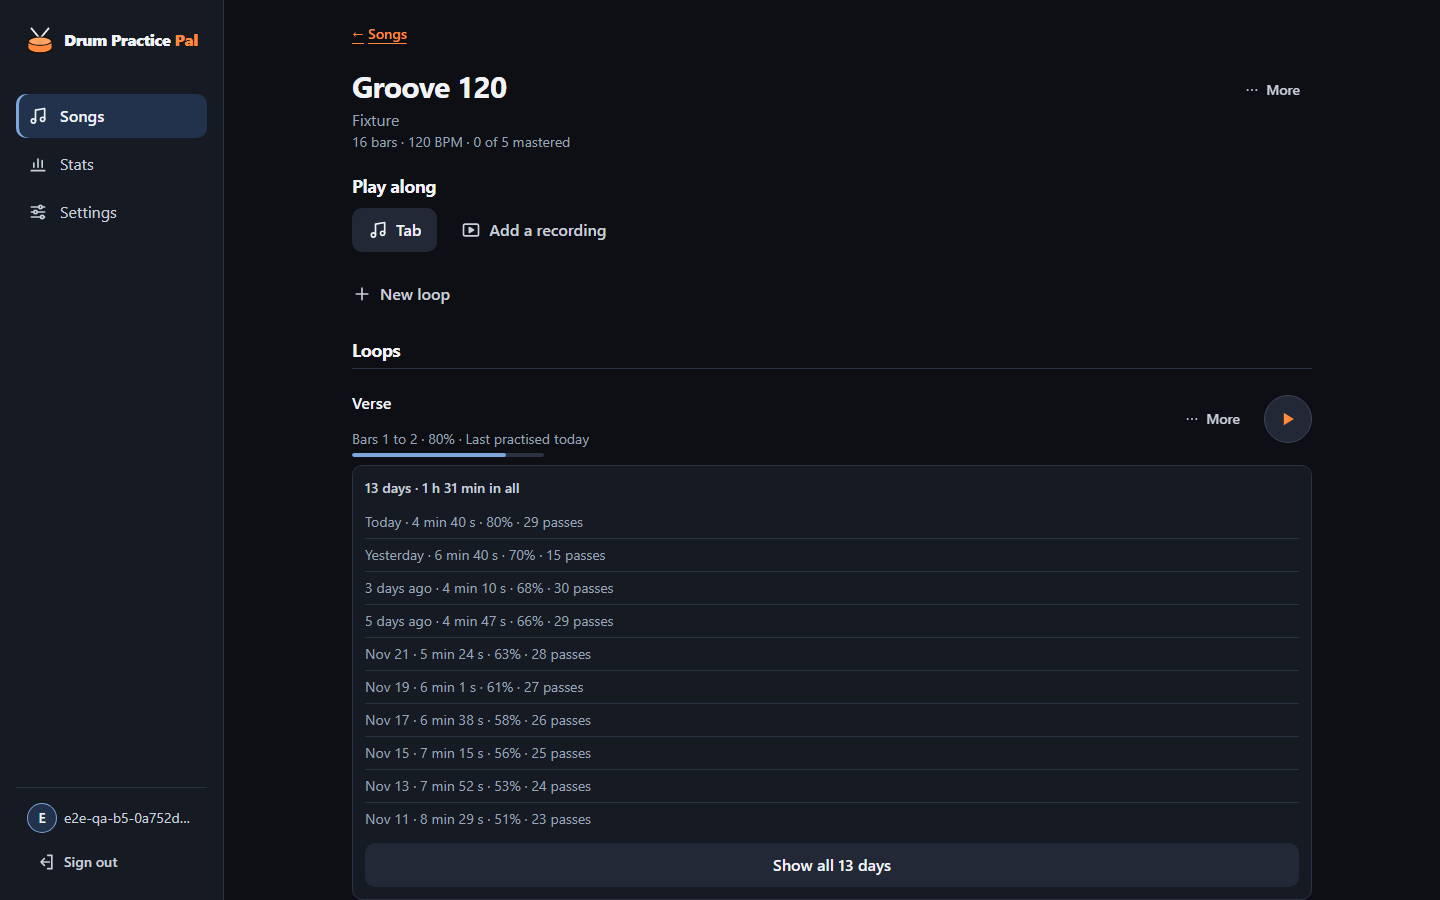 Drum Practice Pal
Songs
Stats
Settings
e2e-qa-b5-0a752d...
E
Sign out
← Songs
Groove 120
··· More
Fixture
16 bars · 120 BPM · 0 of 5 mastered
Play along
Tab
Add a recording
New loop
Loops
Verse
··· More
Bars 1 to 2 · 80% · Last practised today
13 days · 1 h 31 min in all
Today · 4 min 40 s · 80% · 29 passes
Yesterday · 6 min 40 s · 70% · 15 passes
3 days ago · 4 min 10 s · 68% · 30 passes
5 days ago · 4 min 47 s · 66% · 29 passes
Nov 21 · 5 min 24 s · 63% · 28 passes
Nov 19 · 6 min 1 s · 61% · 27 passes
Nov 17 · 6 min 38 s · 58% · 26 passes
Nov 15 · 7 min 15 s · 56% · 25 passes
Nov 13 · 7 min 52 s · 53% · 24 passes
Nov 11 · 8 min 29 s · 51% · 23 passes
Show all 13 days